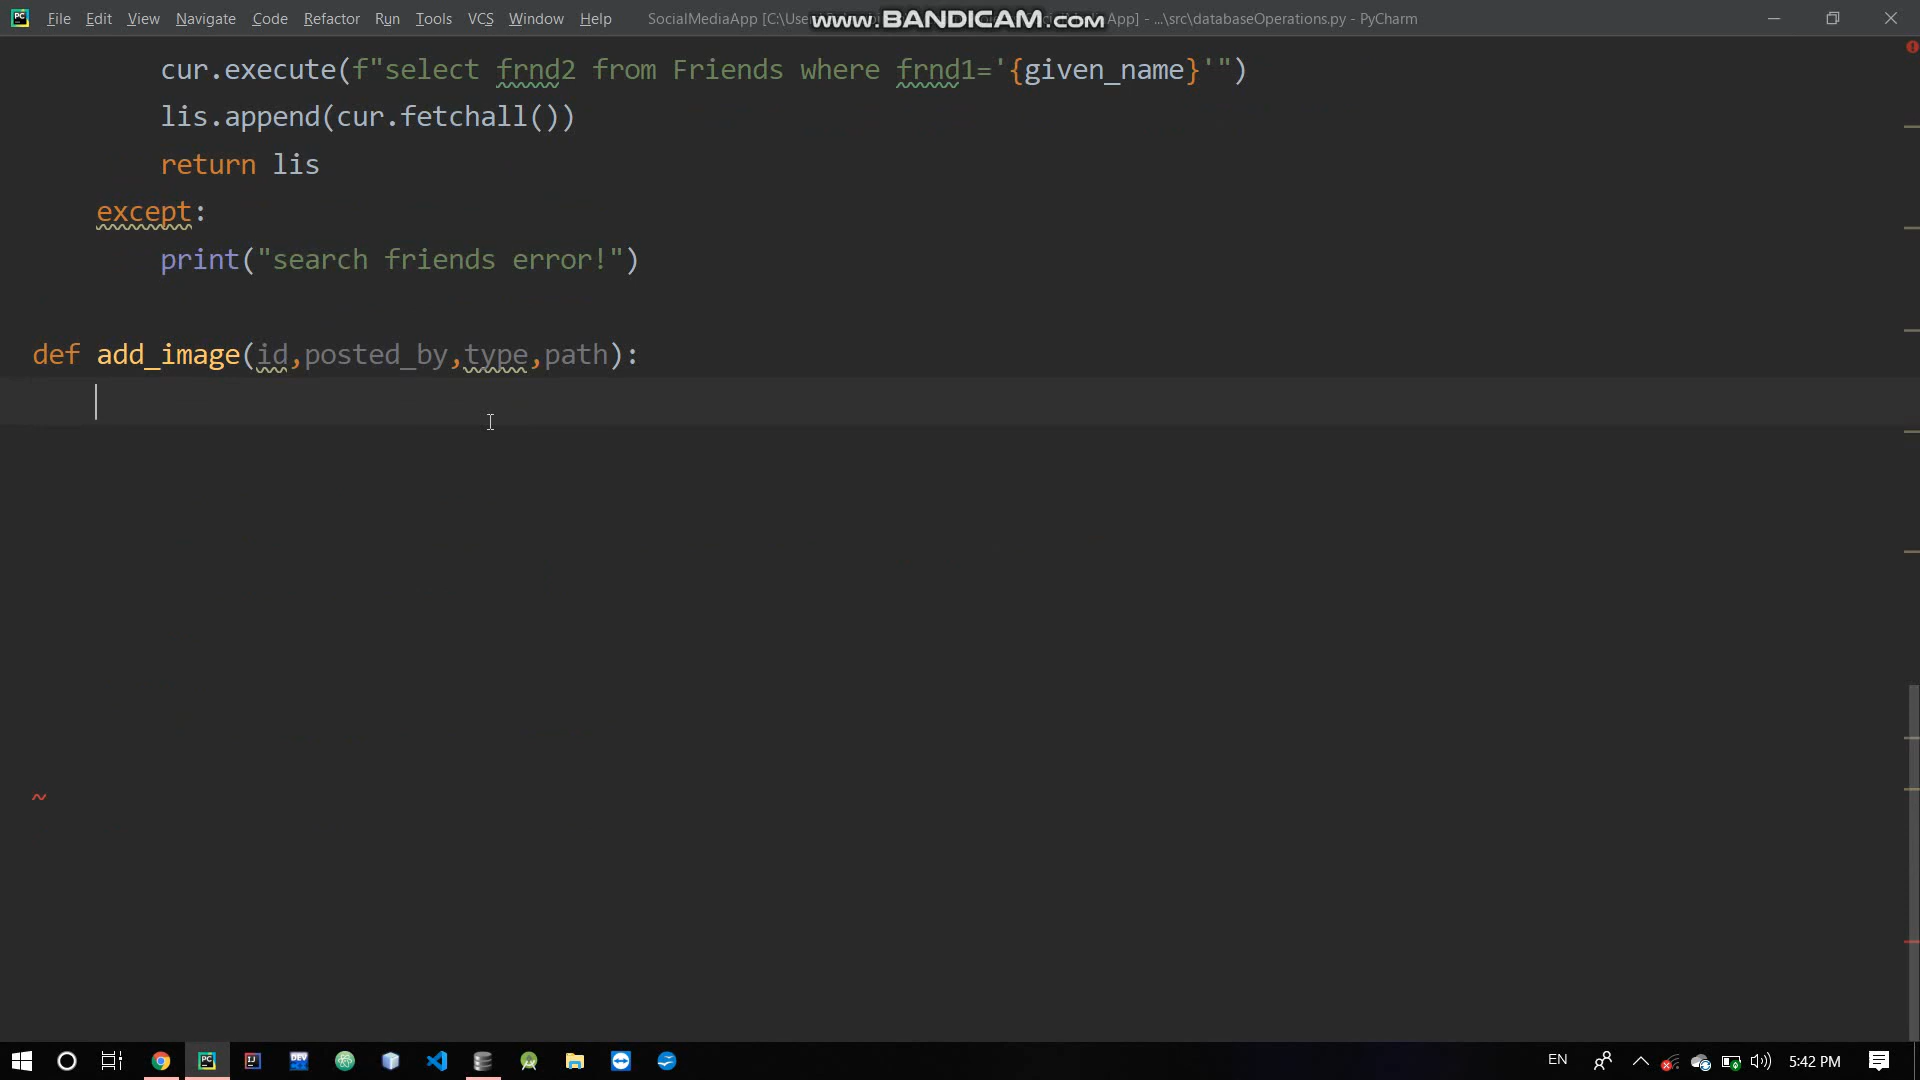 File Edit View Navigate Code Refactor Run Tools VCS Window Help SocialMediaApp [C:\User App] - ...\src\databaseOperations.py - PyCharm
www.BANDICAM.com
cur.execute(f"select frnd2 from Friends where frnd1='{given_name}'")
lis.append(cur.fetchall())
return lis
except:
print("search friends error!")
def add_image(id,posted_by,type,path):
~
EN 5:42 PM